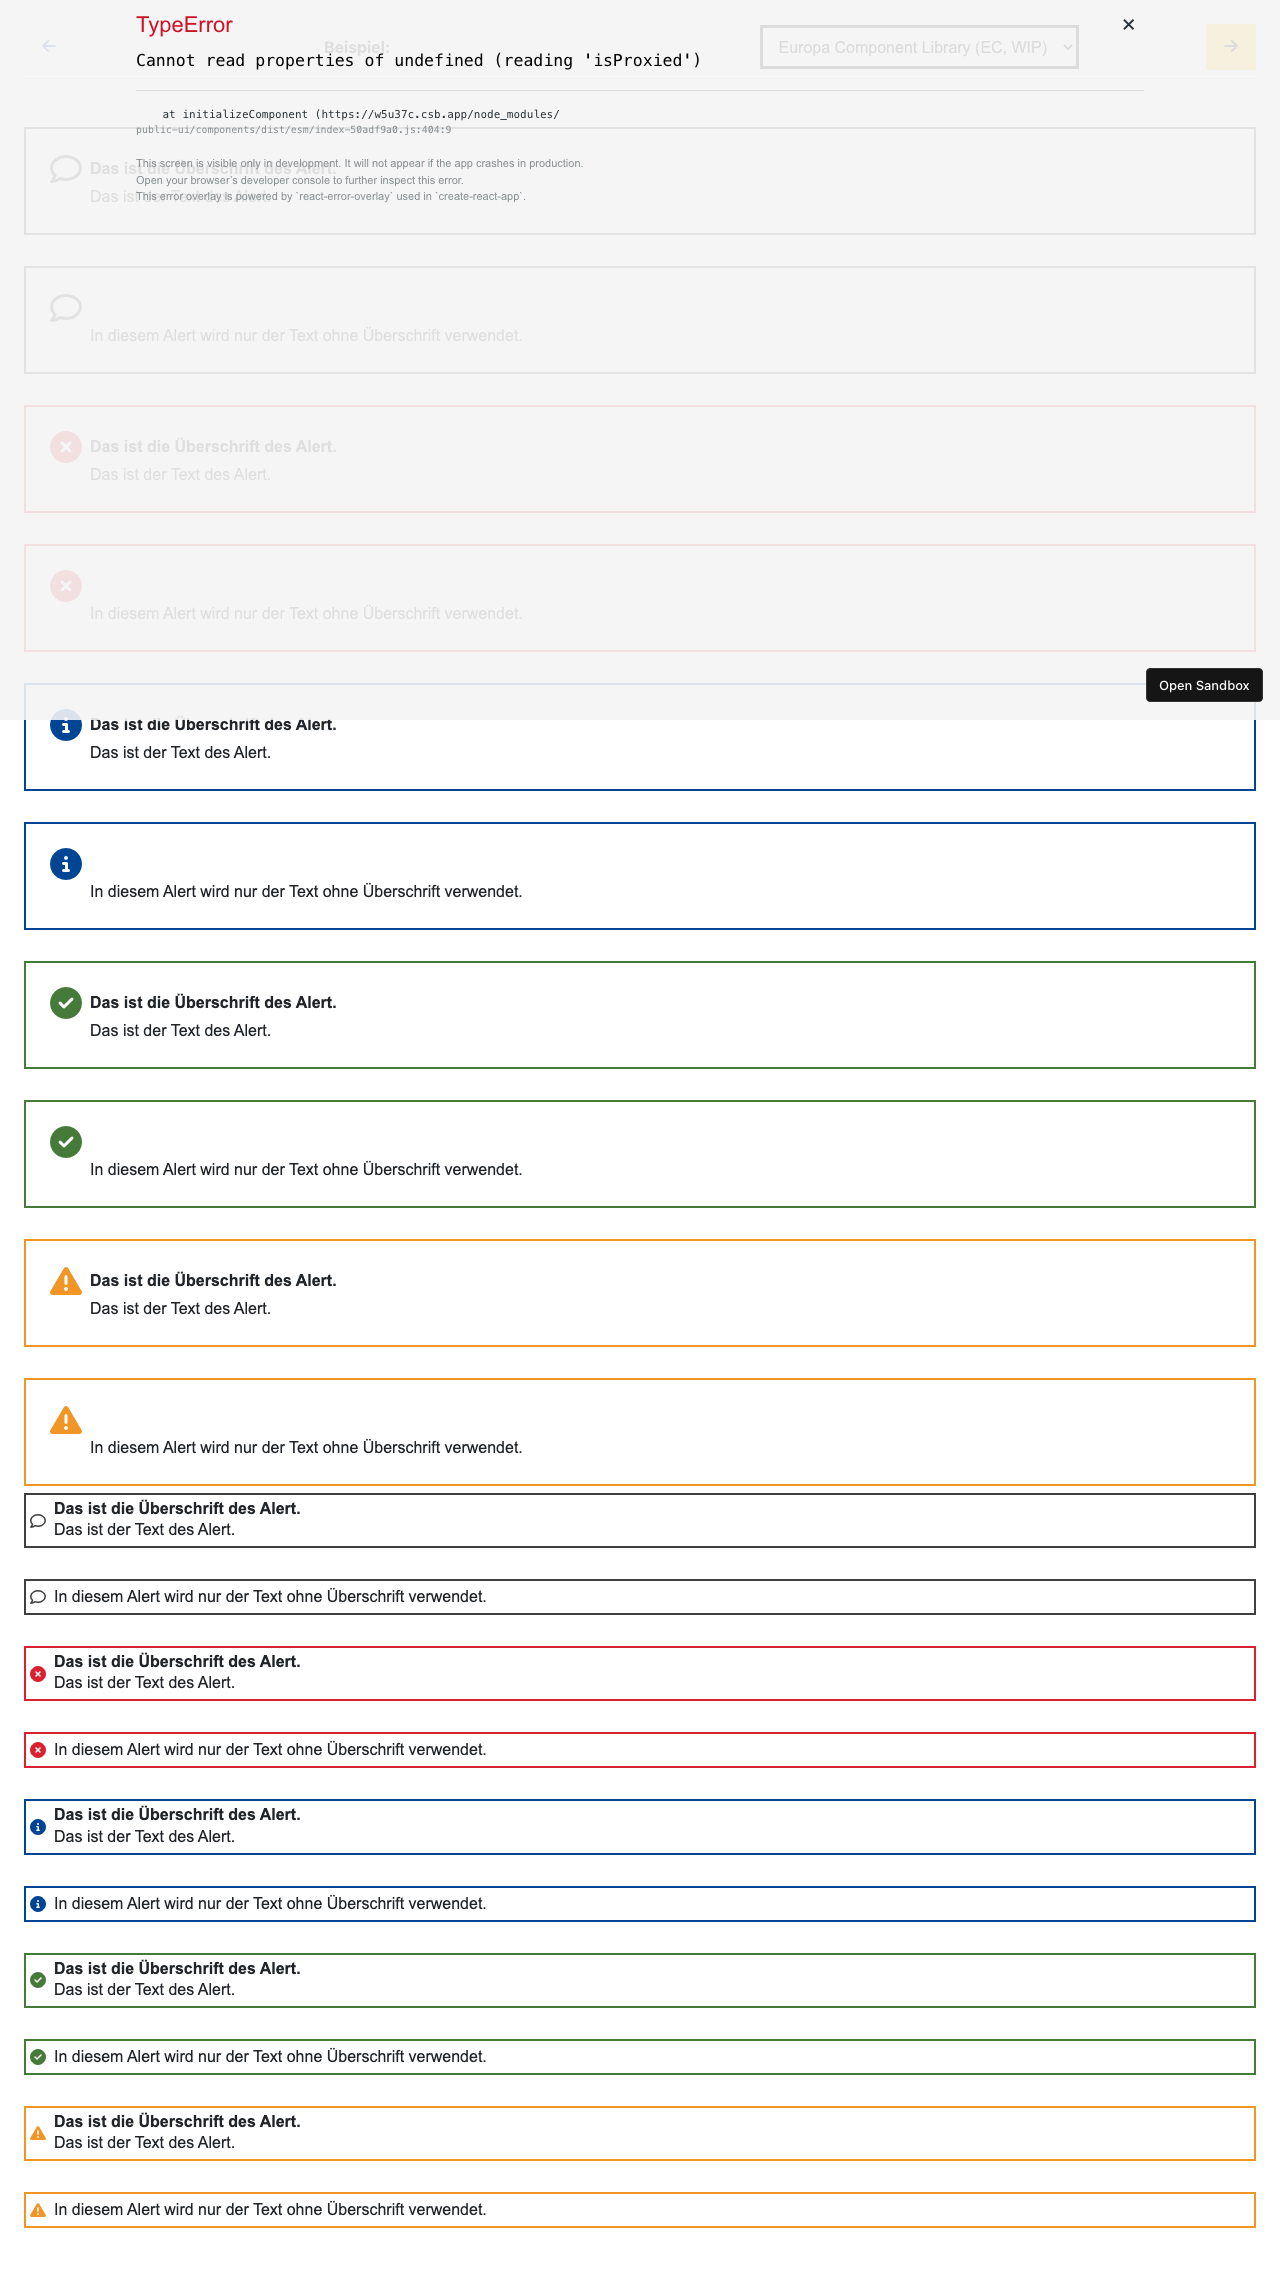 TypeError
Beispiel:
Europa Component Library (EC, WIP)
Cannot read properties of undefined (reading 'isProxied')
at initializeComponent (https://w5u37c.csb.app/node_modules/
public-ui/components/dist/esm/index-50adf9a0.js:404:9
This screen is visible only in development. It will not appear if the app crashes in production.
Das ist die Überschrift des Alert.
Open your browser's developer console to further inspect this error.
This error overlay is powered by `react-error-overlay` used in `create-react-app`.
Das ist der Text des Alert.
In diesem Alert wird nur der Text ohne Überschrift verwendet.
Das ist die Überschrift des Alert.
Das ist der Text des Alert.
In diesem Alert wird nur der Text ohne Überschrift verwendet.
Open Sandbox
Das ist die Überschrift des Alert.
Das ist der Text des Alert.
In diesem Alert wird nur der Text ohne Überschrift verwendet.
Das ist die Überschrift des Alert.
Das ist der Text des Alert.
In diesem Alert wird nur der Text ohne Überschrift verwendet.
Das ist die Überschrift des Alert.
Das ist der Text des Alert.
In diesem Alert wird nur der Text ohne Überschrift verwendet.
Das ist die Überschrift des Alert.
Das ist der Text des Alert.
In diesem Alert wird nur der Text ohne Überschrift verwendet.
Das ist die Überschrift des Alert.
Das ist der Text des Alert.
In diesem Alert wird nur der Text ohne Überschrift verwendet.
Das ist die Überschrift des Alert.
Das ist der Text des Alert.
In diesem Alert wird nur der Text ohne Überschrift verwendet.
Das ist die Überschrift des Alert.
Das ist der Text des Alert.
In diesem Alert wird nur der Text ohne Überschrift verwendet.
Das ist die Überschrift des Alert.
Das ist der Text des Alert.
In diesem Alert wird nur der Text ohne Überschrift verwendet.